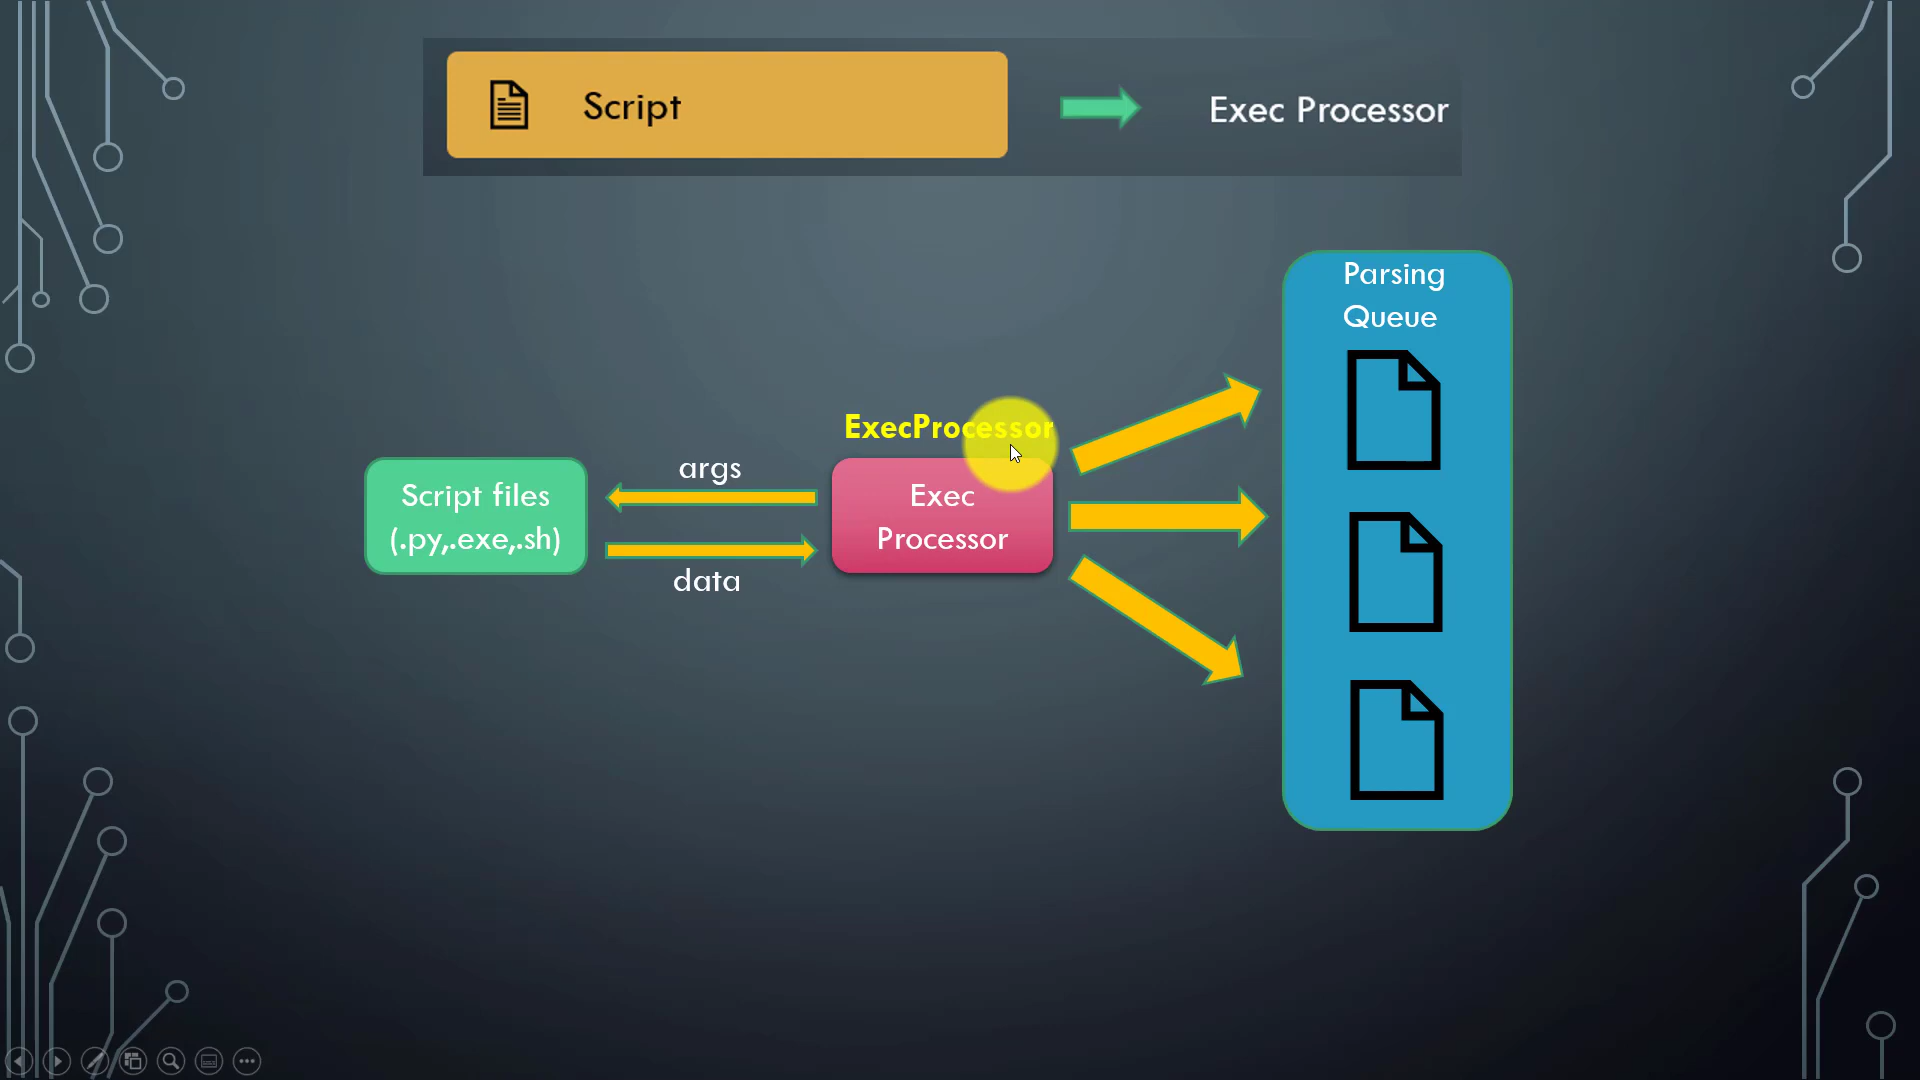 Script
Exec Processor
Parsing
Queue
ExecProcessor
args
Script files
(.py,.exe,.sh)
Exec
Processor
data